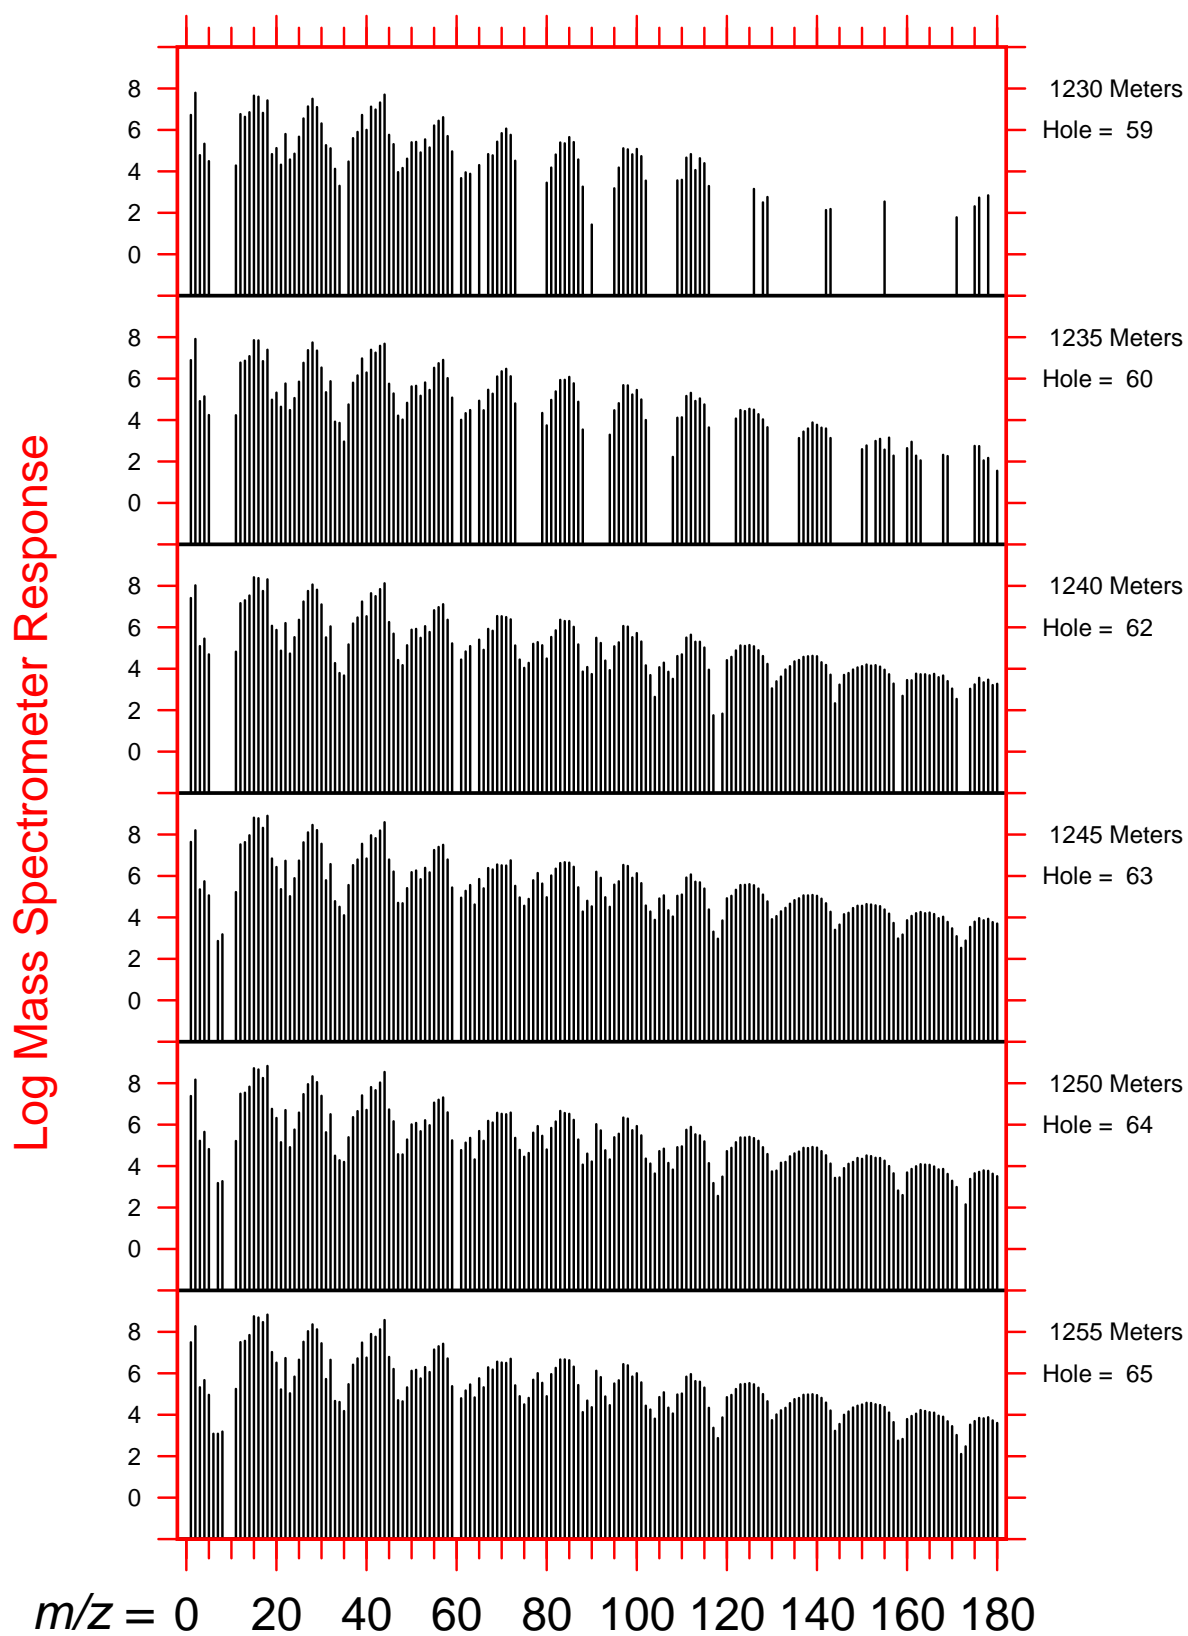 8
6
4
2
0
1230 Meters
Hole = 59
8
6
4
2
0
1235 Meters
Hole = 60
8
6
4
2
0
1240 Meters
Hole = 62
8
6
4
2
0
1245 Meters
Hole = 63
8
6
4
2
0
1250 Meters
Hole = 64
8
6
4
2
0
1255 Meters
Hole = 65
Log Mass Spectrometer Response
m/z = 0 20 40 60 80 100 120 140 160 180